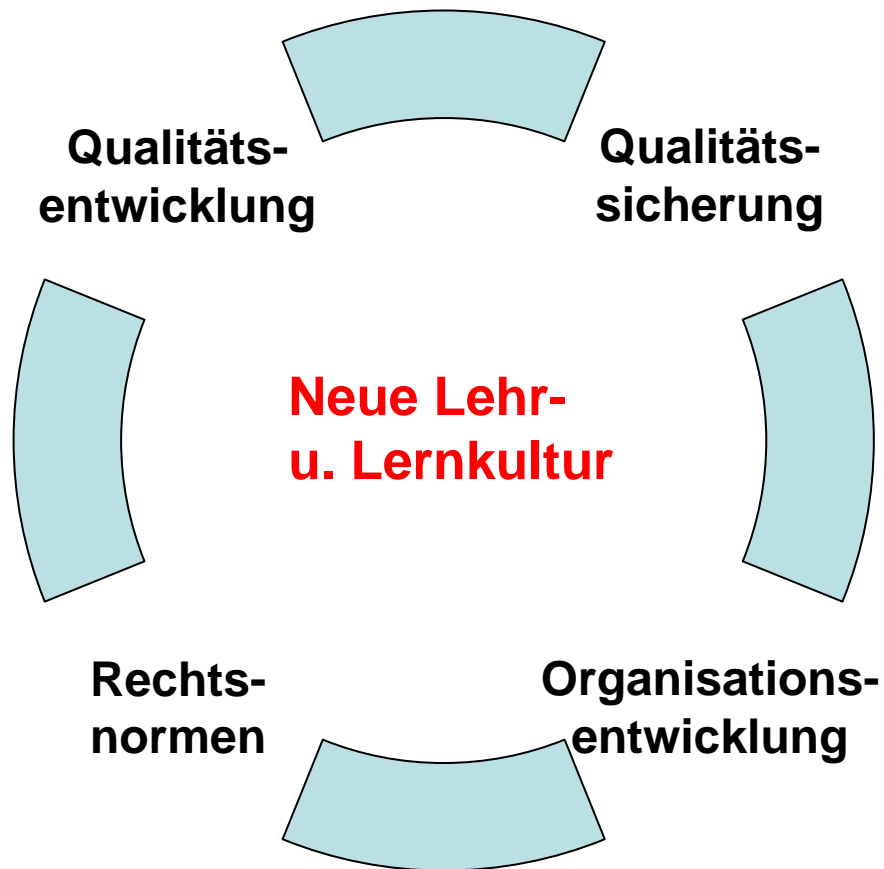 Qualitäts-
entwicklung
Qualitäts-
sicherung
Neue Lehr-
u. Lernkultur
Rechts-
normen
Organisations-
entwicklung